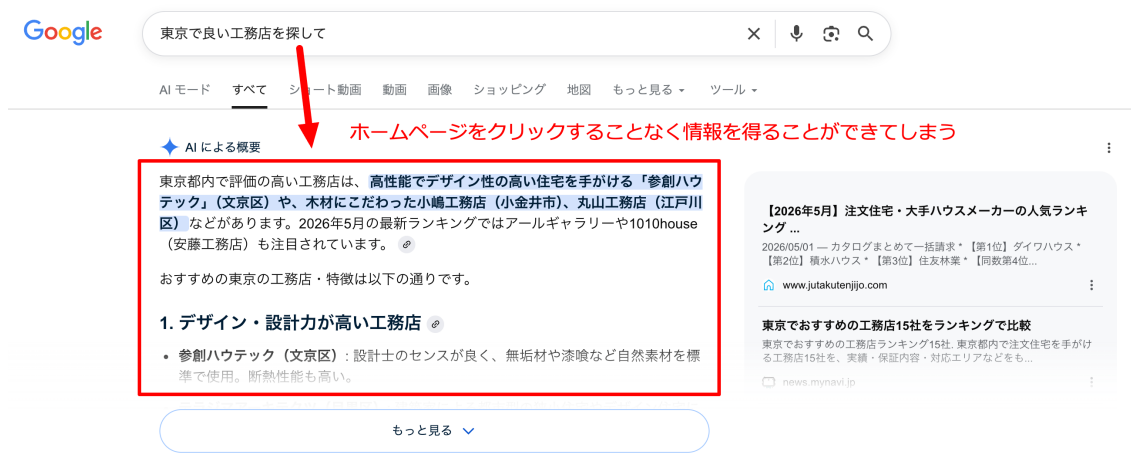 Google
東京で良い工務店を探して
AI モード すべて ショート動画 動画 画像 ショッピング 地図 もっと見る ツール
ホームページをクリックすることなく情報を得ることができてしまう
AI による概要
東京都内で評価の高い工務店は、高性能でデザイン性の高い住宅を手がける「参創ハウ
テック」（文京区）や、木材にこだわった小嶋工務店（小金井市）、丸山工務店（江戸川
区） などがあります。2026年5月の最新ランキングではアールギャラリーや1010house
（安藤工務店）も注目されています。
おすすめの東京の工務店・特徴は以下の通りです。
1. デザイン・設計力が高い工務店
• 参創ハウテック（文京区）: 設計士のセンスが良く、無垢材や漆喰など自然素材を標
準で使用。断熱性能も高い。
もっと見る
【2026年5月】注文住宅・大手ハウスメーカーの人気ランキ
ング ...
2026/05/01 — カタログまとめて一括請求 * 【第1位】ダイワハウス *
【第2位】積水ハウス * 【第3位】住友林業 * 【同数第4位...
www.jutakutenjijo.com
東京でおすすめの工務店15社をランキングで比較
東京でおすすめの工務店ランキング15社. 東京都内で注文住宅を手がけ
る工務店15社を、実績・保証内容・対応エリアなどをも...
news.mynavi.jp